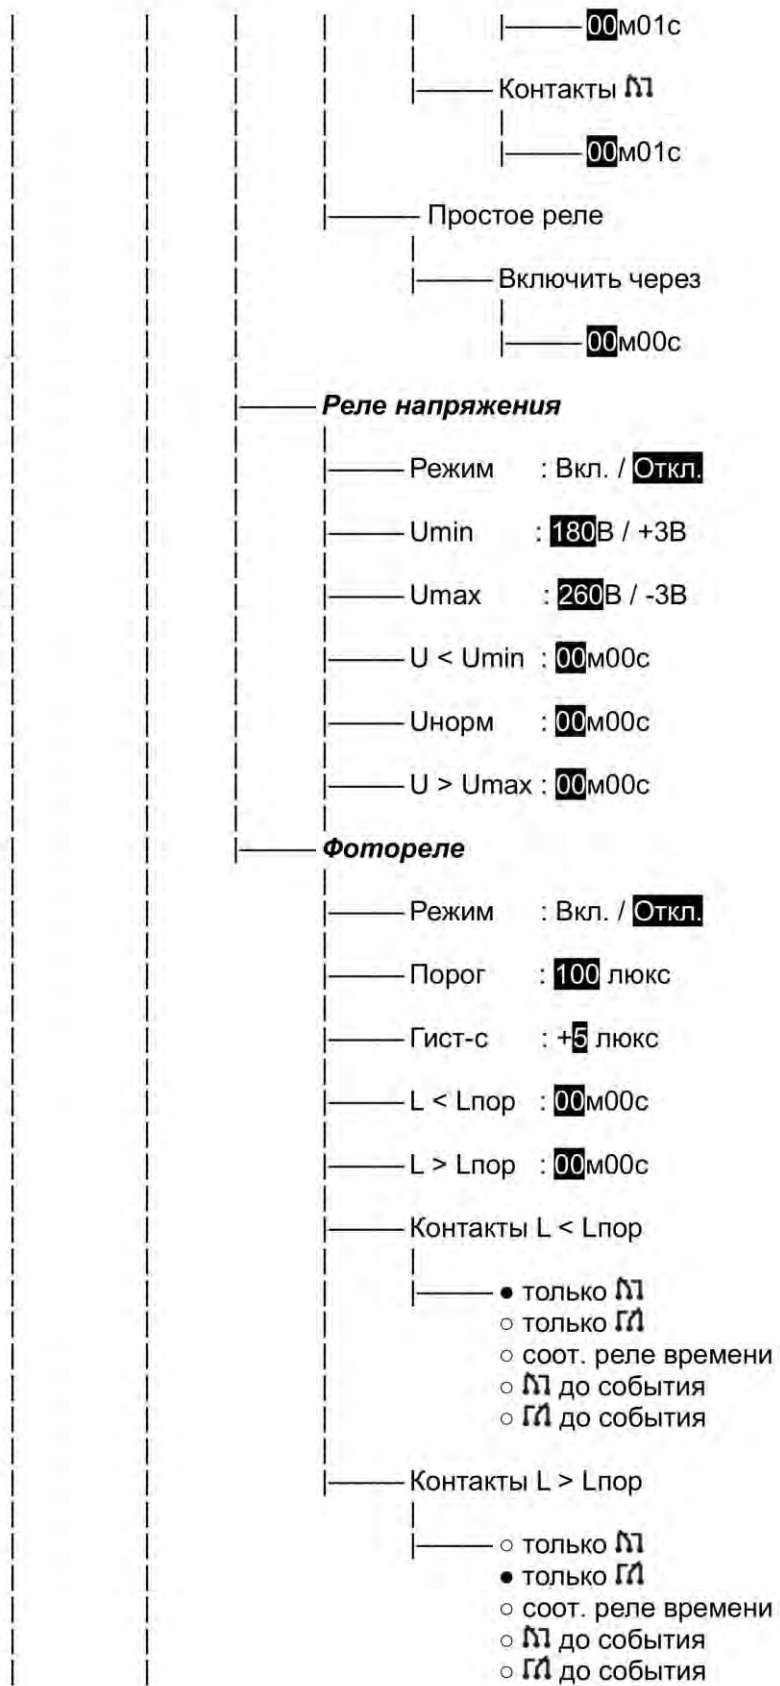 00м01с
Контакты
00м01с
Простое реле
Включить через
00м00с
Реле напряжения
Режим : Вкл. / Откл.
Umin : 180В / +3В
Umax : 260В / -3В
U < Umin : 00м00с
Uнорм : 00м00с
U > Umax : 00м00с
Фотореле
Режим : Вкл. / Откл.
Порог : 100 люкс
Гист-с : +5 люкс
L < Lпор : 00м00с
L > Lпор : 00м00с
Контакты L < Lпор
● только
○ только
○ соот. реле времени
○ до события
○ до события
Контакты L > Lпор
○ только
● только
○ соот. реле времени
○ до события
○ до события